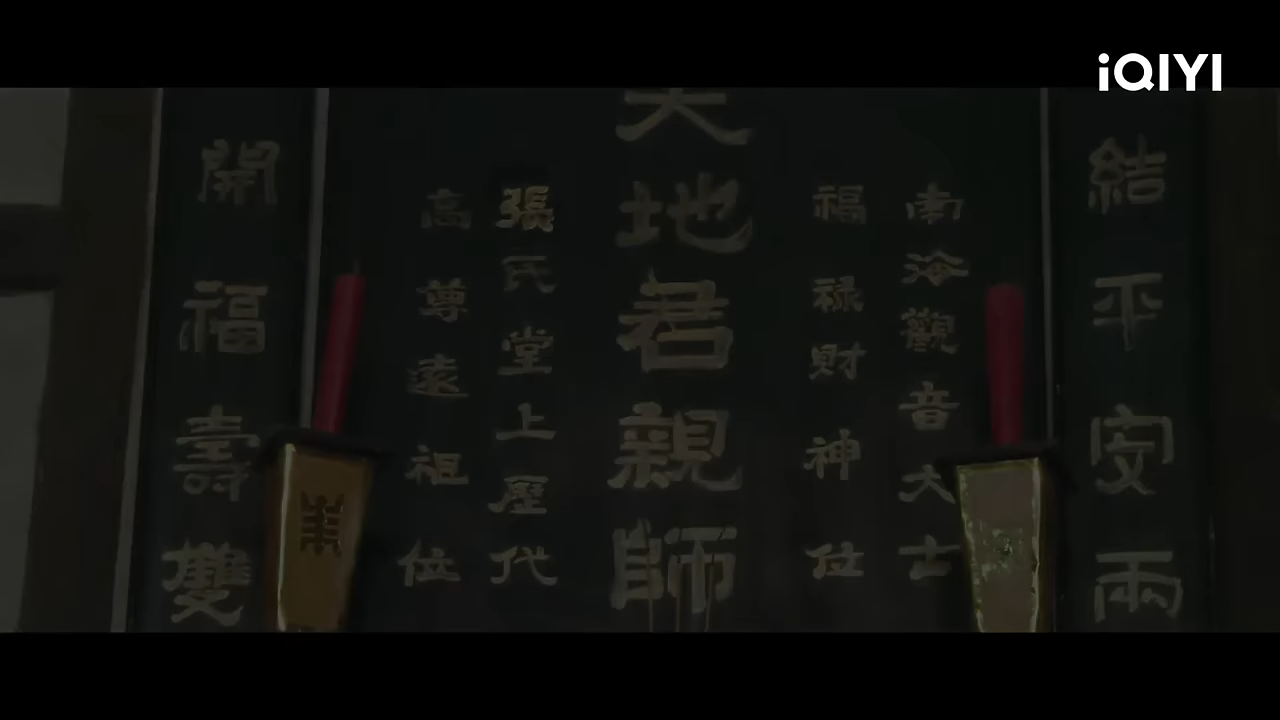 iQIYI
結平安兩
南海觀音大士
福祿財神位
天地君親師
張氏堂上歷代
高尊遠祖位
開福壽雙